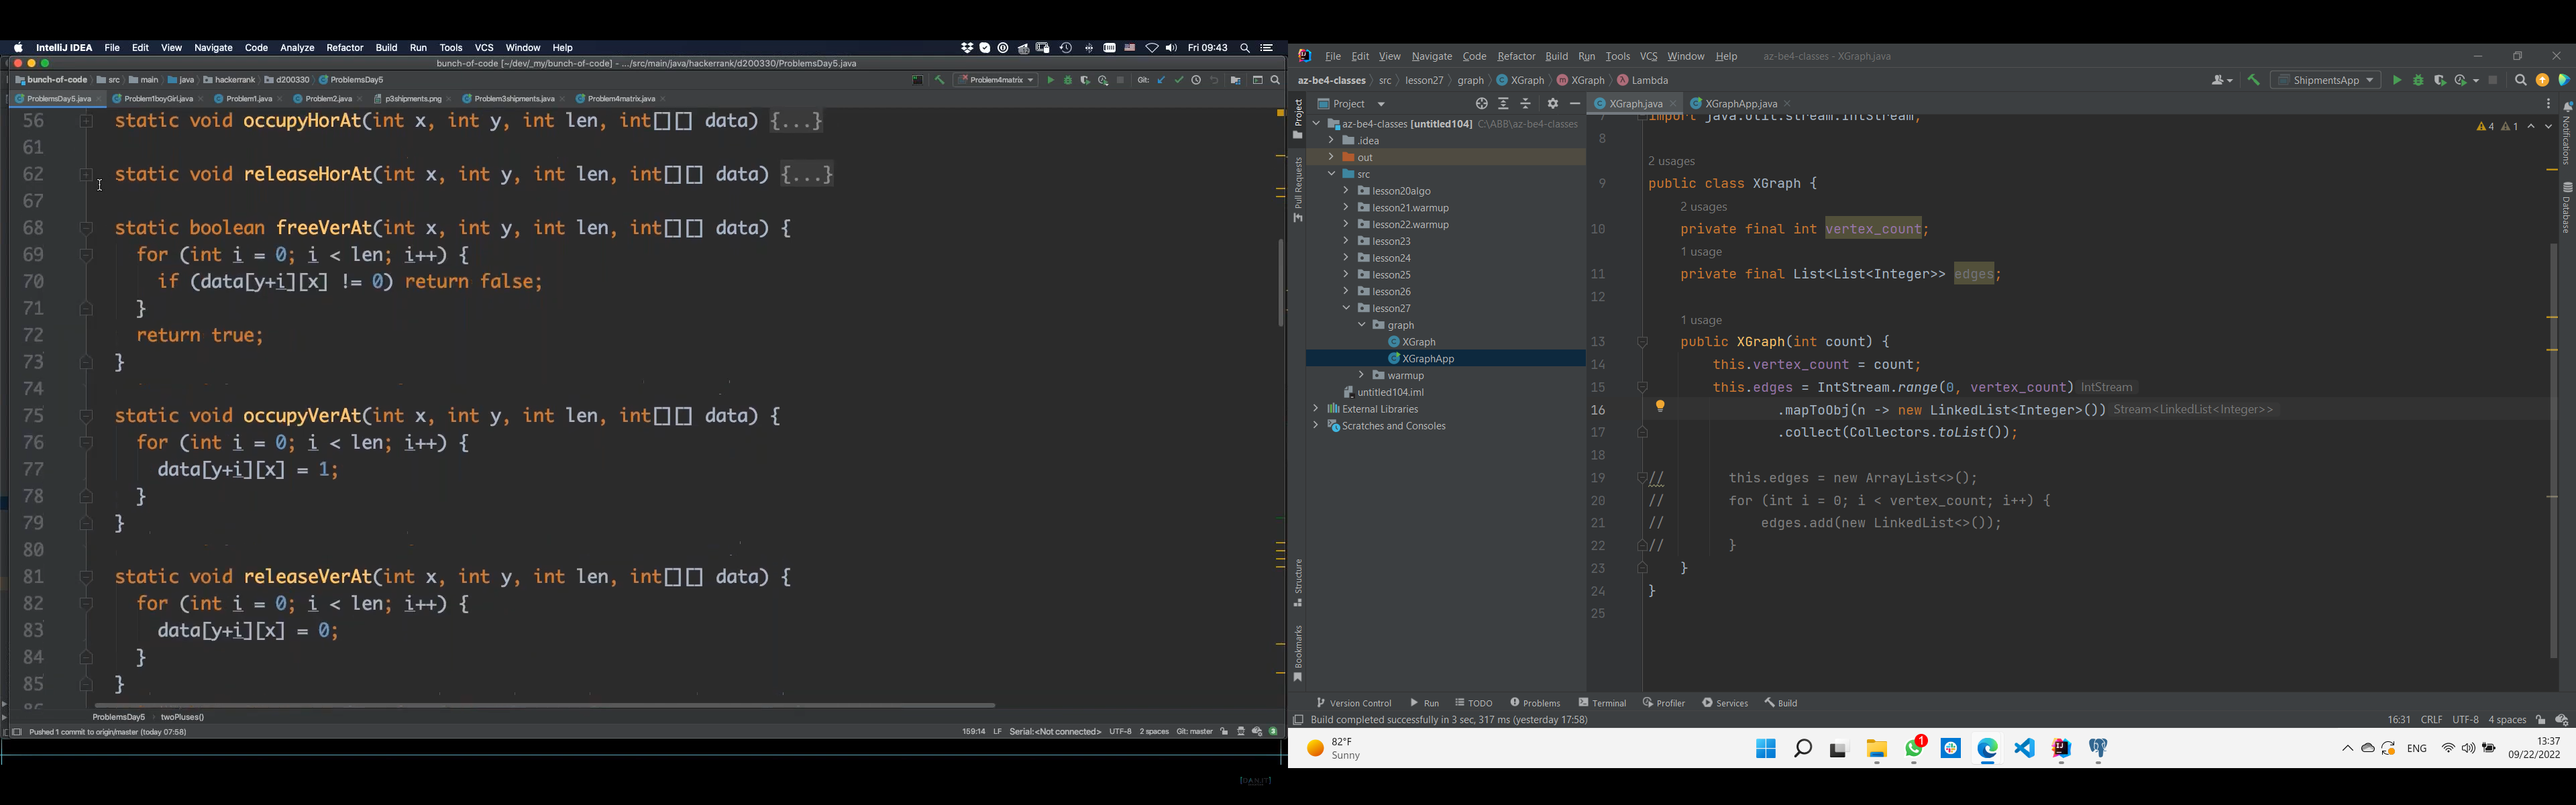 IntelliJ IDEA File Edit View Navigate Code Analyze Refactor Build Run Tools VCS Window Help Fri 09:43
bunch-of-code [~/dev/_my/bunch-of-code] - .../src/main/java/hackerrank/d200330/ProblemsDay5.java
bunch-of-code src main java hackerrank d200330 ProblemsDay5 Problem4matrix Git:
ProblemsDay5.java Problem1boyGirl.java Problem1.java Problem2.java p3shipments.png Problem3shipments.java Problem4matrix.java
56 static void occupyHorAt(int x, int y, int len, int[][] data) {...}
61
62 static void releaseHorAt(int x, int y, int len, int[][] data) {...}
67
68 static boolean freeVerAt(int x, int y, int len, int[][] data) {
69 for (int i = 0; i < len; i++) {
70 if (data[y+i][x] != 0) return false;
71 }
72 return true;
73 }
74
75 static void occupyVerAt(int x, int y, int len, int[][] data) {
76 for (int i = 0; i < len; i++) {
77 data[y+i][x] = 1;
78 }
79 }
80
81 static void releaseVerAt(int x, int y, int len, int[][] data) {
82 for (int i = 0; i < len; i++) {
83 data[y+i][x] = 0;
84 }
85 }
ProblemsDay5 twoPluses()
Pushed 1 commit to origin/master (today 07:58) 159:14 LF Serial:<Not connected> UTF-8 2 spaces Git: master
[DAN.IT]
File Edit View Navigate Code Refactor Build Run Tools VCS Window Help az-be4-classes - XGraph.java
az-be4-classes src lesson27 graph XGraph XGraph Lambda ShipmentsApp
Project
Pull Requests
Structure
Bookmarks
Project
az-be4-classes [untitled104] C:\ABB\az-be4-classes
.idea
out
src
lesson20algo
lesson21.warmup
lesson22.warmup
lesson23
lesson24
lesson25
lesson26
lesson27
graph
XGraph
XGraphApp
warmup
untitled104.iml
External Libraries
Scratches and Consoles
XGraph.java XGraphApp.java
7 import java.util.stream.IntStream;
4 1
8
2 usages
9 public class XGraph {
2 usages
10 private final int vertex_count;
1 usage
11 private final List<List<Integer>> edges;
12
1 usage
13 public XGraph(int count) {
14 this.vertex_count = count;
15 this.edges = IntStream.range(0, vertex_count) IntStream
16 .mapToObj(n -> new LinkedList<Integer>()) Stream<LinkedList<Integer>>
17 .collect(Collectors.toList());
18
19 // this.edges = new ArrayList<>();
20 // for (int i = 0; i < vertex_count; i++) {
21 // edges.add(new LinkedList<>());
22 // }
23 }
24 }
25
Notifications
Database
Version Control Run TODO Problems Terminal Profiler Services Build
Build completed successfully in 3 sec, 317 ms (yesterday 17:58) 16:31 CRLF UTF-8 4 spaces
82°F
Sunny
1
ENG
13:37
09/22/2022